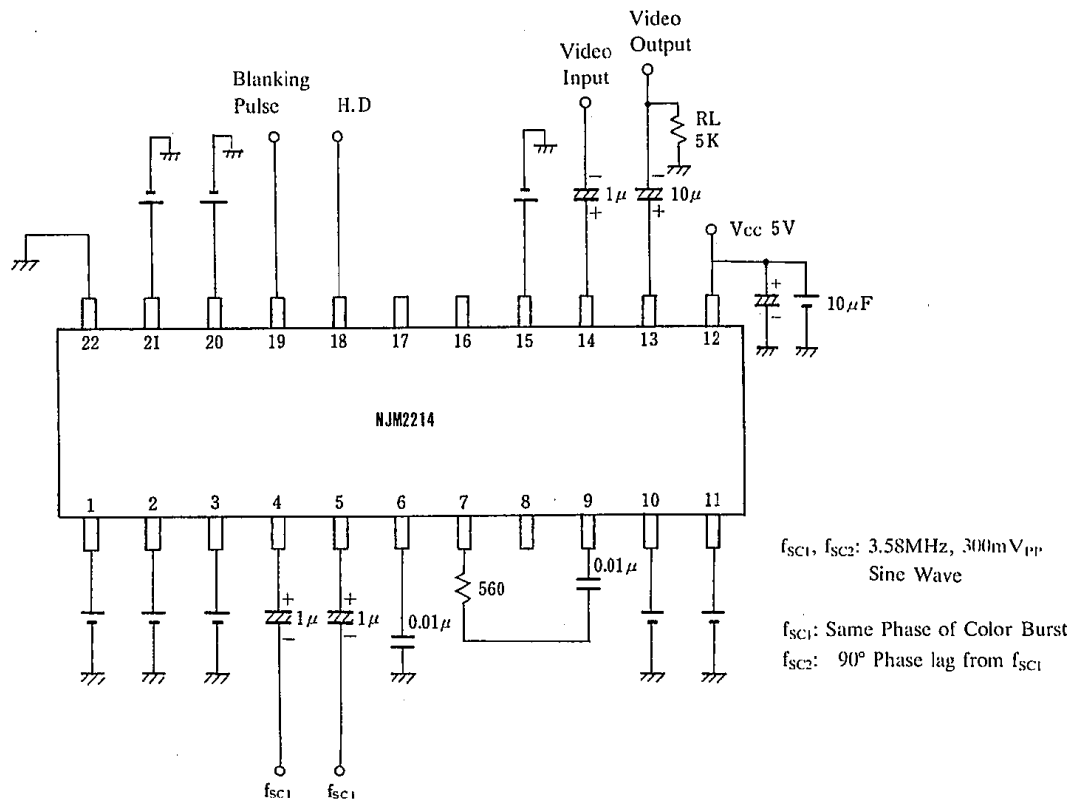 Video
Output
Video
Input
Blanking
Pulse
H.D
RL
5K
1μ
10μ
−
−
+
+
Vcc 5V
+
−
10μF
22 21 20 19 18 17 16 15 14 13 12
NJM2214
1 2 3 4 5 6 7 8 9 10 11
+
1μ
−
+
1μ
−
0.01μ
560
0.01μ
fSC1, fSC2: 3.58MHz, 300mVPP
Sine Wave
fSC1: Same Phase of Color Burst
fSC2: 90° Phase lag from fSC1
fSC1
fSC1